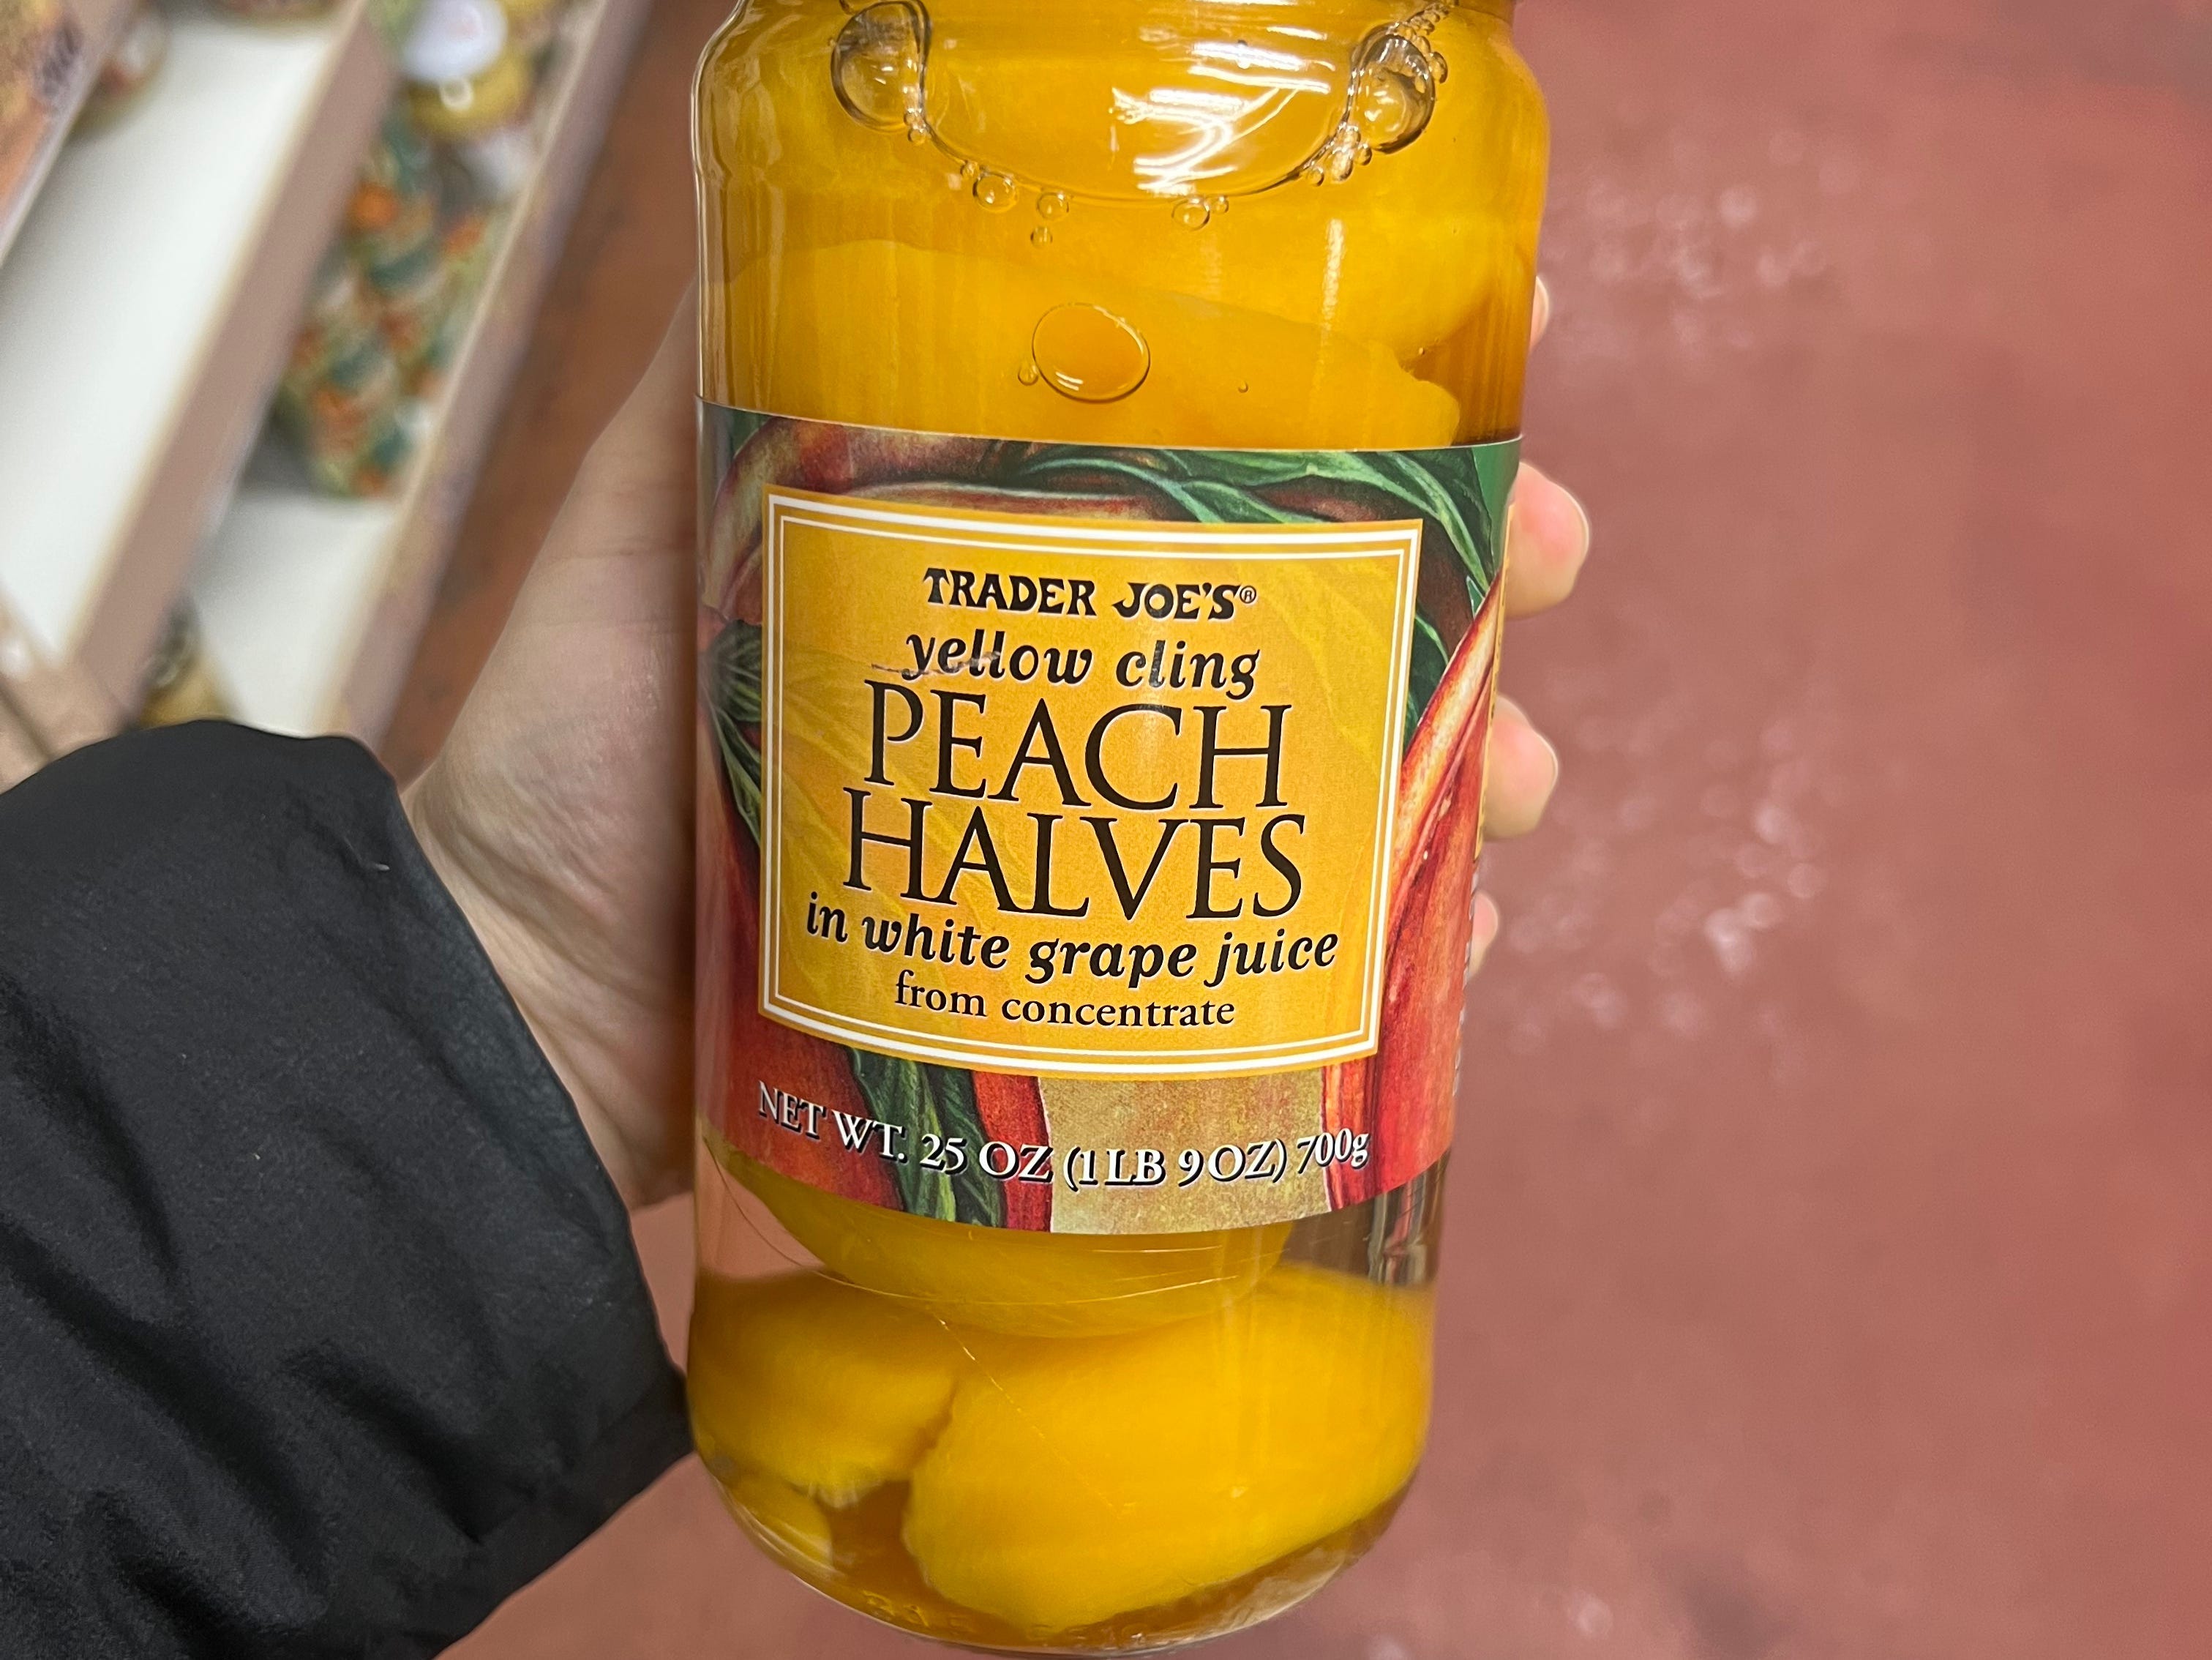 TRADER JOE'S®
yellow cling
PEACH
HALVES
in white grape juice
from concentrate
NET WT. 25 OZ (1 LB 9 OZ) 700g